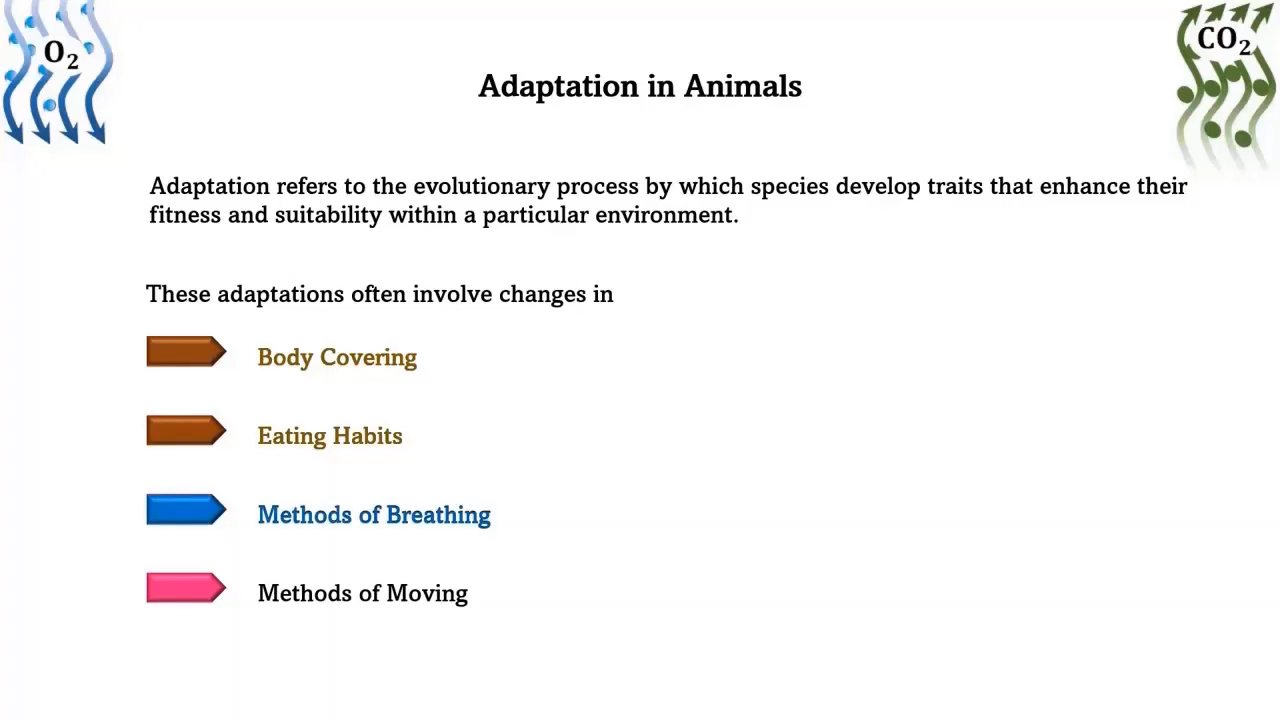 O₂
CO₂
Adaptation in Animals
Adaptation refers to the evolutionary process by which species develop traits that enhance their
fitness and suitability within a particular environment.
These adaptations often involve changes in
Body Covering
Eating Habits
Methods of Breathing
Methods of Moving